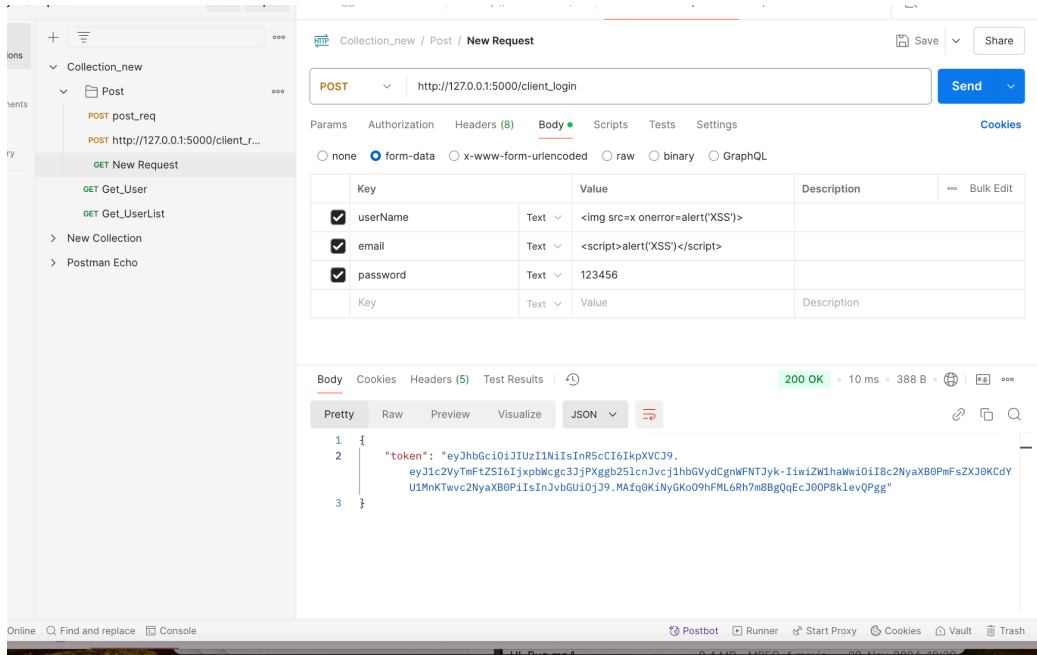 ions
Collection_new / Post / New Request
Save
Share
Collection_new
Post
nents
POST post_req
POST http://127.0.0.1:5000/client_r...
ry
GET New Request
GET Get_User
GET Get_UserList
New Collection
Postman Echo
POST http://127.0.0.1:5000/client_login
Send
Params Authorization Headers (8) Body Scripts Tests Settings Cookies
none form-data x-www-form-urlencoded raw binary GraphQL
Key Value Description Bulk Edit
userName Text <img src=x onerror=alert('XSS')>
email Text <script>alert('XSS')</script>
password Text 123456
Key Text Value Description
Body Cookies Headers (5) Test Results 200 OK 10 ms 388 B e.g.
Pretty Raw Preview Visualize JSON
1 {
2 "token": "eyJhbGciOiJIUzI1NiIsInR5cCI6IkpXVCJ9.
eyJ1c2VyTmFtZSI6IjxpbWcgc3JjPXggb25lcnJvcj1hbGVydCgnWFNTJyk-IiwiZW1haWwiOiI8c2NyaXB0PmFsZXJ0KCdY
U1MnKTwvc2NyaXB0PiIsInJvbGUiOjJ9.MAfq0KiNyGKoO9hFML6Rh7m8BgQqEcJ0OP8klevQPgg"
3 }
Online Find and replace Console Postbot Runner Start Proxy Cookies Vault Trash